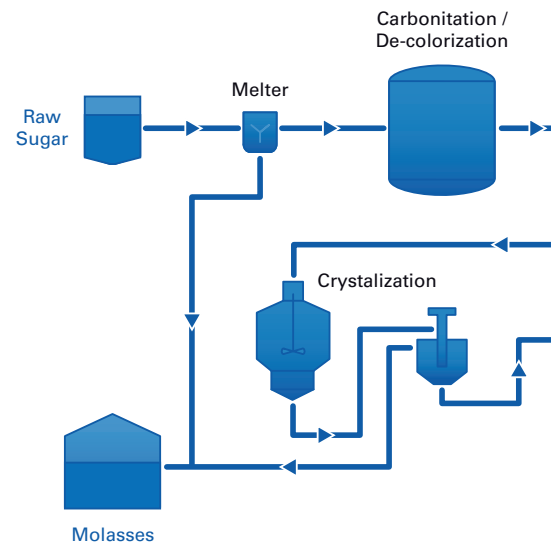 Carbonitation /
De-colorization
Melter
Raw
Sugar
Crystalization
Molasses